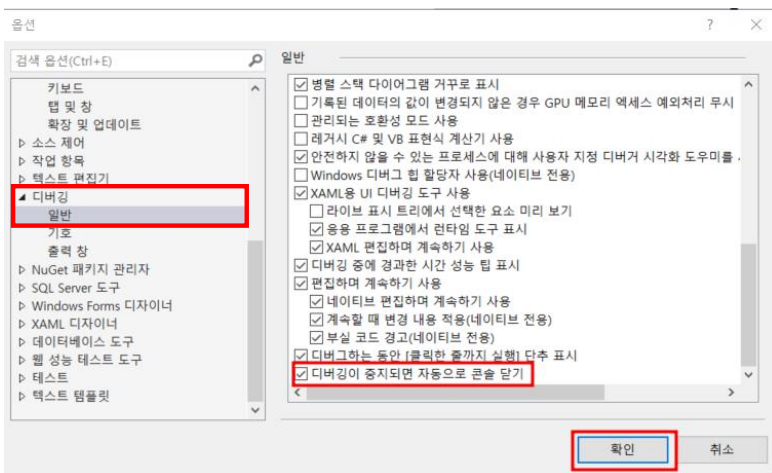 옵션
검색 옵션(Ctrl+E)
키보드
탭 및 창
확장 및 업데이트
소스 제어
작업 항목
텍스트 편집기
디버깅
일반
기호
출력 창
NuGet 패키지 관리자
SQL Server 도구
Windows Forms 디자이너
XAML 디자이너
데이터베이스 도구
웹 성능 테스트 도구
테스트
텍스트 템플릿
일반
병렬 스택 다이어그램 거꾸로 표시
기록된 데이터의 값이 변경되지 않은 경우 GPU 메모리 엑세스 예외처리 무시
관리되는 호환성 모드 사용
레거시 C# 및 VB 표현식 계산기 사용
안전하지 않을 수 있는 프로세스에 대해 사용자 지정 디버거 시각화 도우미를
Windows 디버그 힙 할당자 사용(네이티브 전용)
XAML용 UI 디버깅 도구 사용
라이브 표시 트리에서 선택한 요소 미리 보기
응용 프로그램에서 런타임 도구 표시
XAML 편집하며 계속하기 사용
디버깅 중에 경과한 시간 성능 팁 표시
편집하며 계속하기 사용
네이티브 편집하며 계속하기 사용
계속할 때 변경 내용 적용(네이티브 전용)
부실 코드 경고(네이티브 전용)
디버그하는 동안 [클릭한 줄까지 실행] 단추 표시
디버깅이 중지되면 자동으로 콘솔 닫기
확인
취소